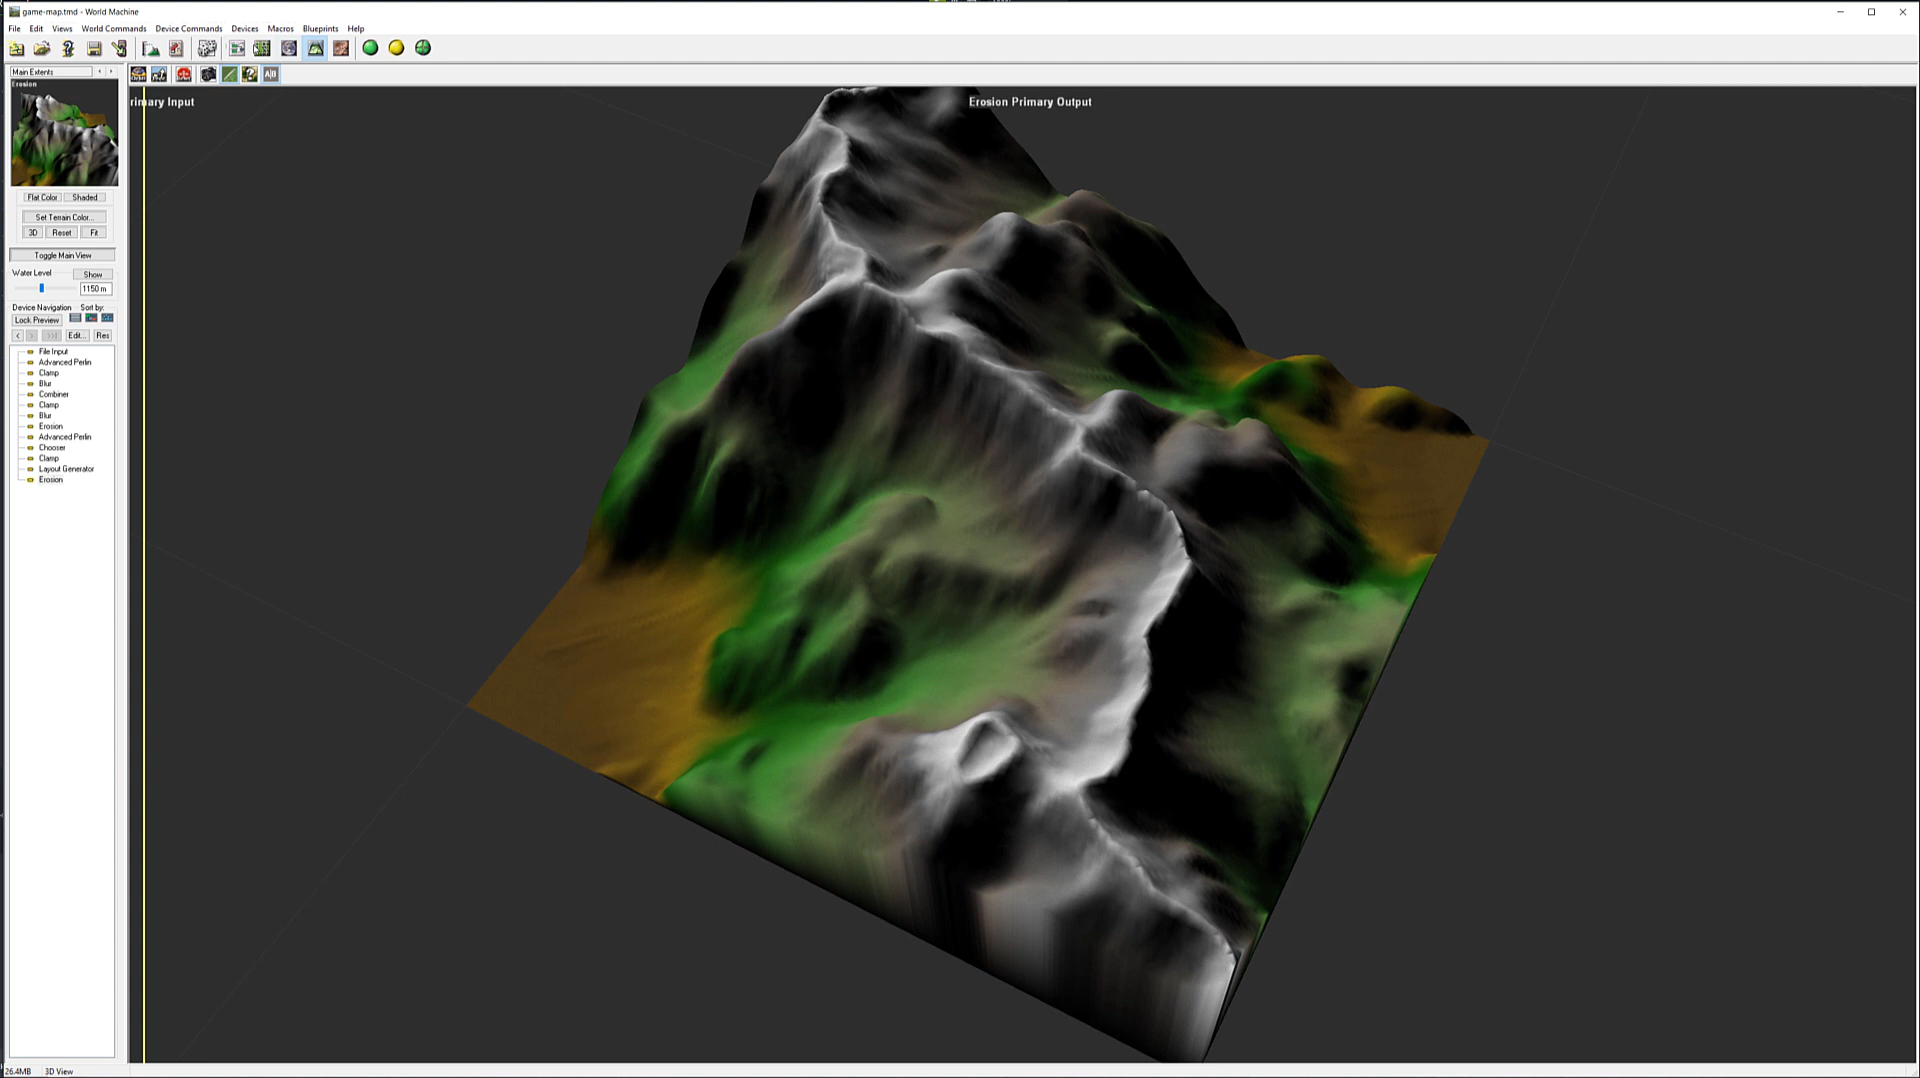 game-map.tmd - World Machine
File Edit Views World Commands Device Commands Devices Macros Blueprints Help
Main Extents
Erosion
rimary Input
Erosion Primary Output
Flat Color Shaded
Set Terrain Color...
3D Reset Fit
Toggle Main View
Water Level Show
1150 m
Device Navigation Sort by:
Lock Preview
Edit... Res
File Input
Advanced Perlin
Clamp
Blur
Combiner
Clamp
Blur
Erosion
Advanced Perlin
Chooser
Clamp
Layout Generator
Erosion
26.4MB 3D View